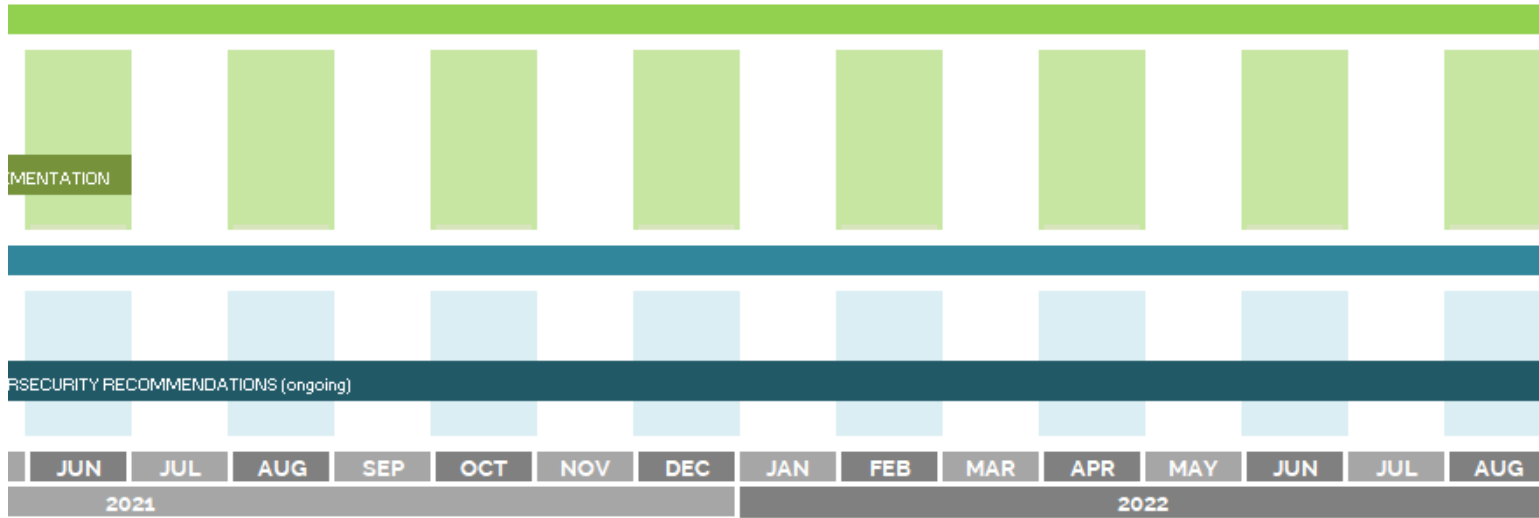 EMENTATION
RSECURITY RECOMMENDATIONS (ongoing)
JUN JUL AUG SEP OCT NOV DEC JAN FEB MAR APR MAY JUN JUL AUG
2021 2022